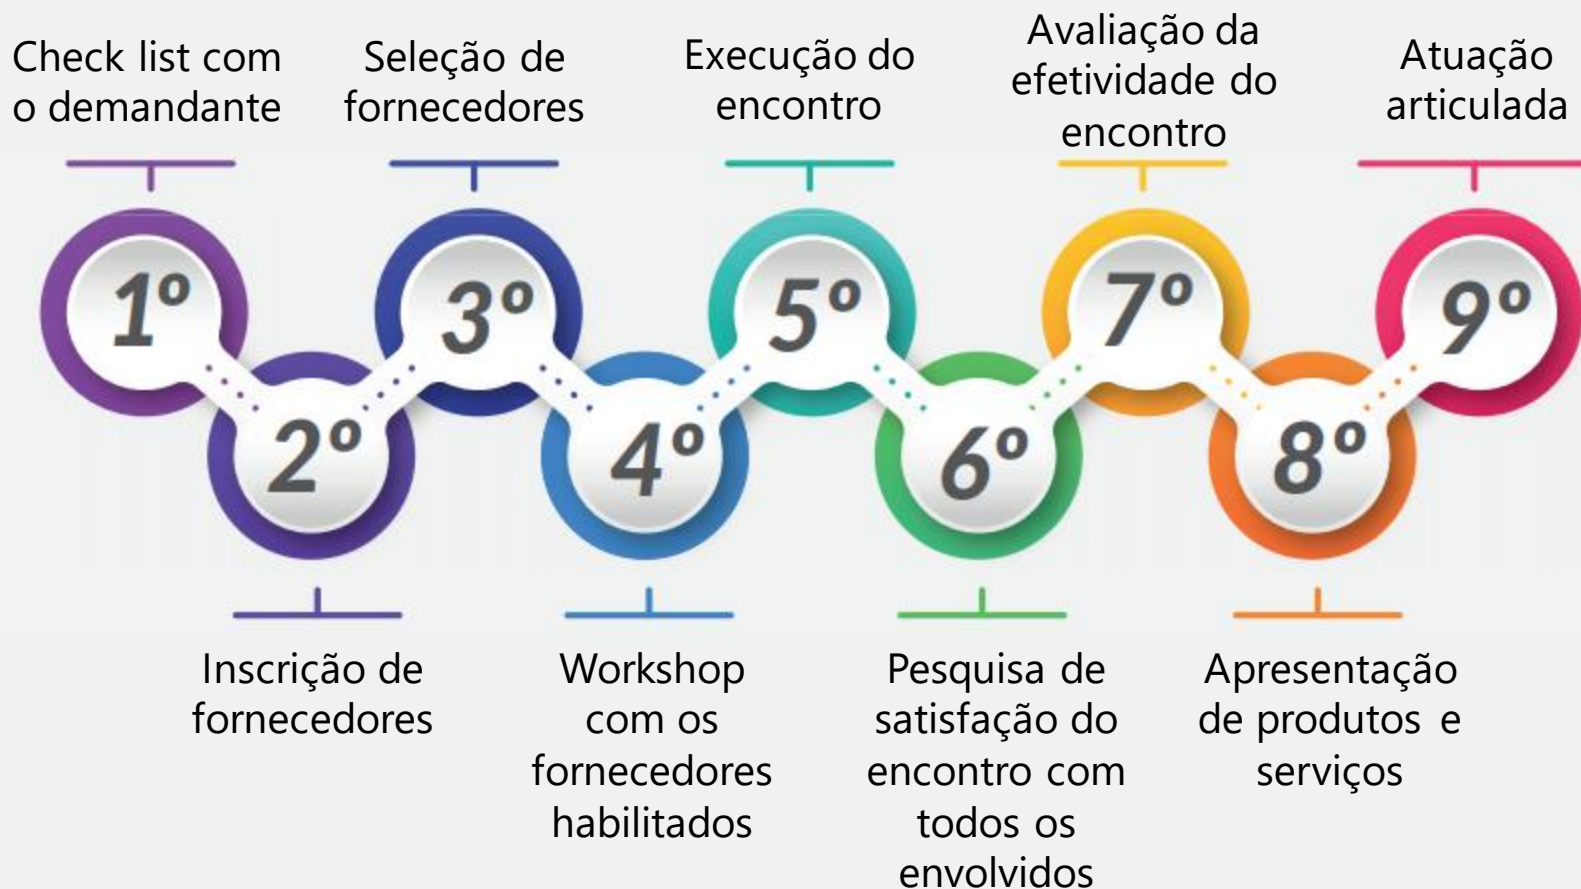 Check list com
o demandante
Seleção de
fornecedores
Execução do
encontro
Avaliação da
efetividade do
encontro
Atuação
articulada
1º
2º
3º
4º
5º
6º
7º
8º
9º
Inscrição de
fornecedores
Workshop
com os
fornecedores
habilitados
Pesquisa de
satisfação do
encontro com
todos os
envolvidos
Apresentação
de produtos e
serviços